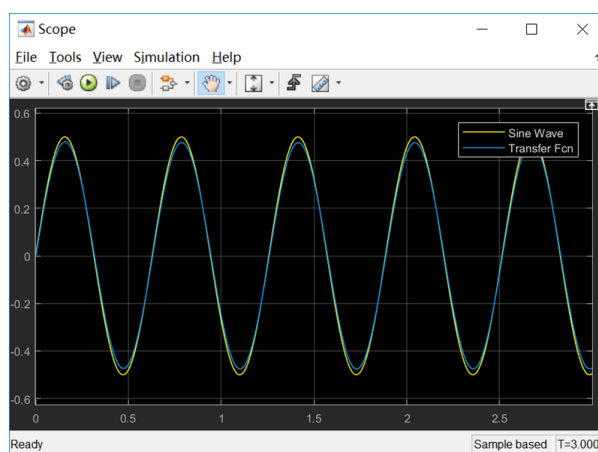 Scope
File Tools View Simulation Help
Sine Wave
Transfer Fcn
0.6
0.4
0.2
0
-0.2
-0.4
-0.6
0 0.5 1 1.5 2 2.5
Ready Sample based T=3.000